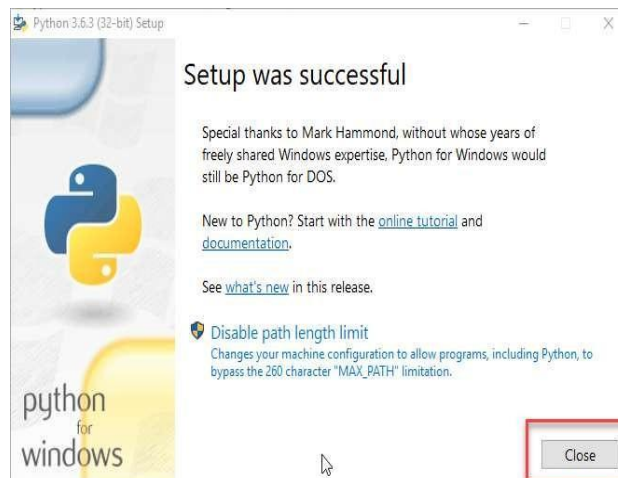 Python 3.6.3 (32-bit) Setup
Setup was successful
Special thanks to Mark Hammond, without whose years of
freely shared Windows expertise, Python for Windows would
still be Python for DOS.
New to Python? Start with the online tutorial and
documentation.
See what's new in this release.
Disable path length limit
Changes your machine configuration to allow programs, including Python, to
bypass the 260 character "MAX_PATH" limitation.
python
for
windows
Close